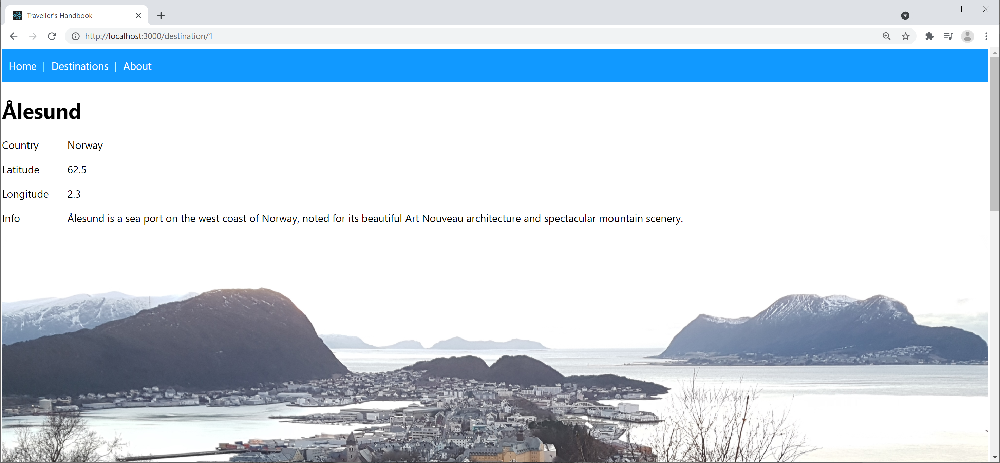 Traveller's Handbook
http://localhost:3000/destination/1
Home | Destinations | About
Ålesund
Country Norway
Latitude 62.5
Longitude 2.3
Info Ålesund is a sea port on the west coast of Norway, noted for its beautiful Art Nouveau architecture and spectacular mountain scenery.